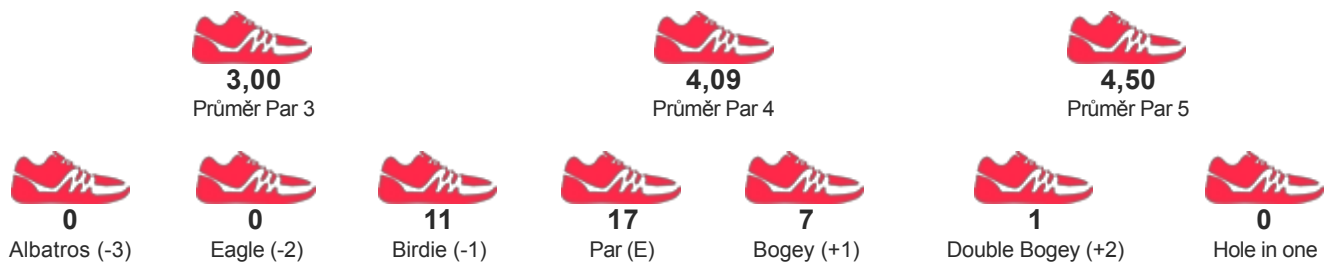 3,00 4,09 4,50
Průměr Par 3 Průměr Par 4 Průměr Par 5
0 0 11 17 7 1 0
Albatros (-3) Eagle (-2) Birdie (-1) Par (E) Bogey (+1) Double Bogey (+2) Hole in one